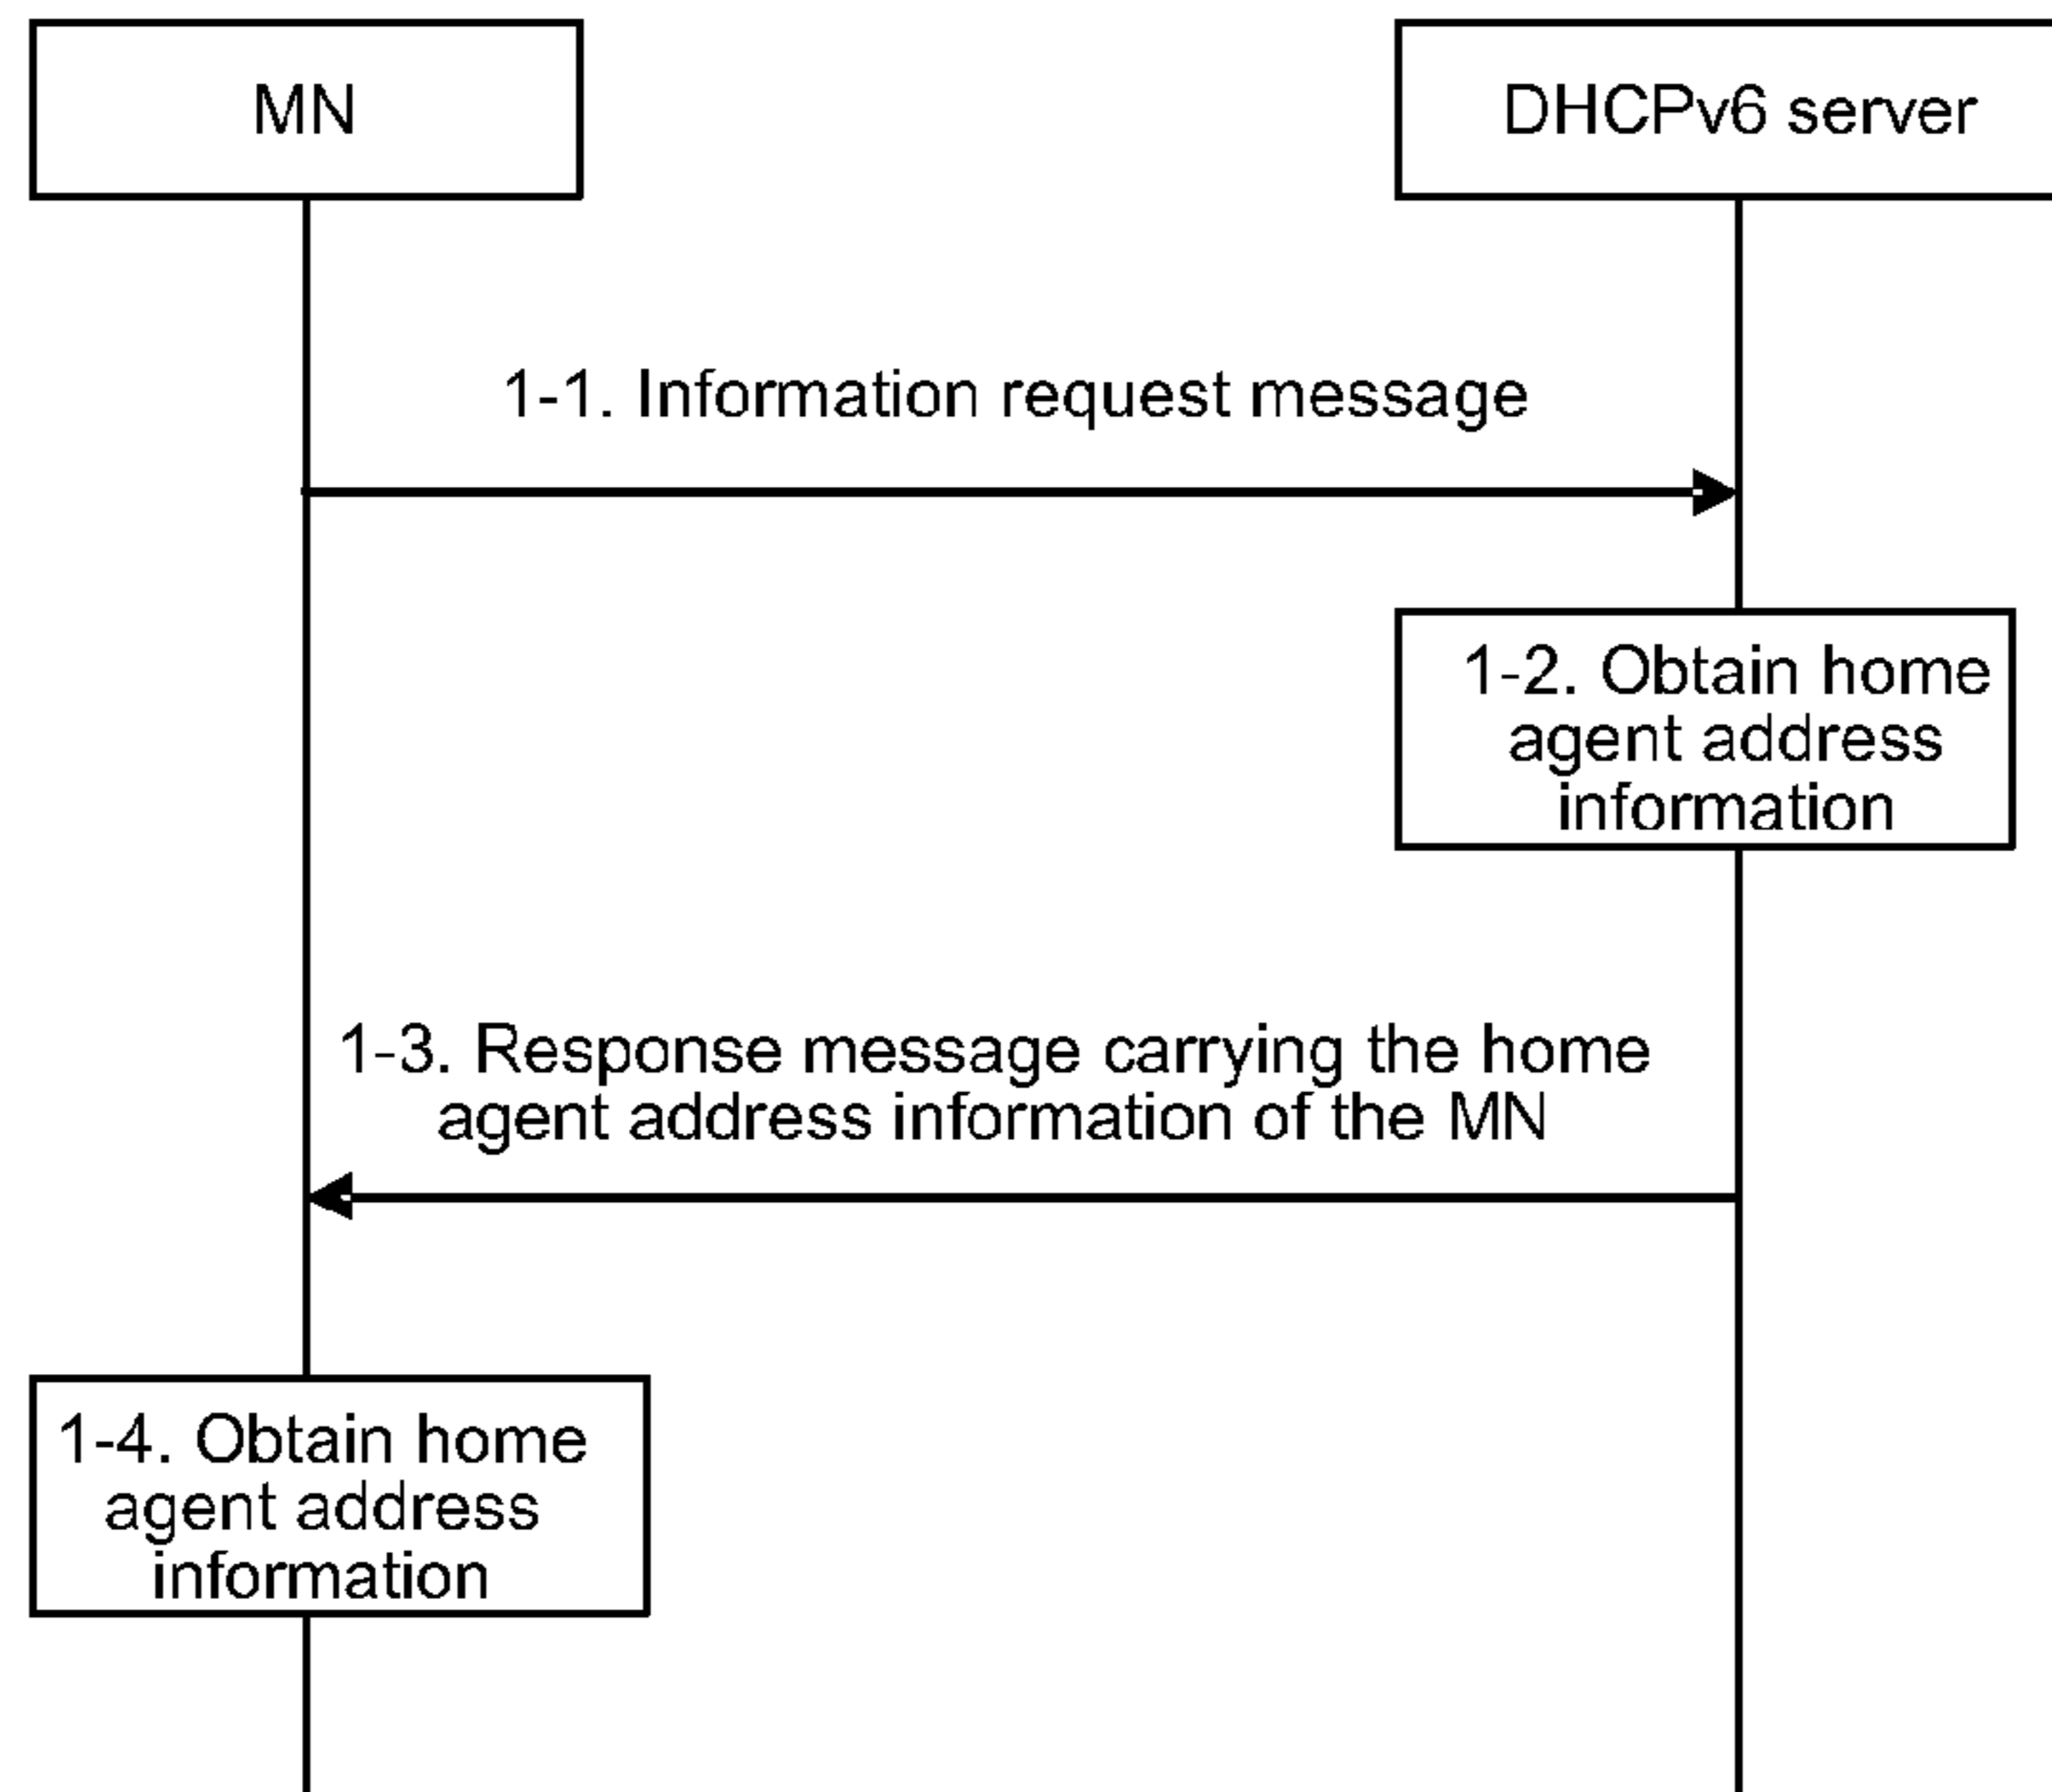 MN
DHCPv6 server
1-1. Information request message
1-2. Obtain home
agent address
information
1-3. Response message carrying the home
agent address information of the MN
1-4. Obtain home
agent address
information